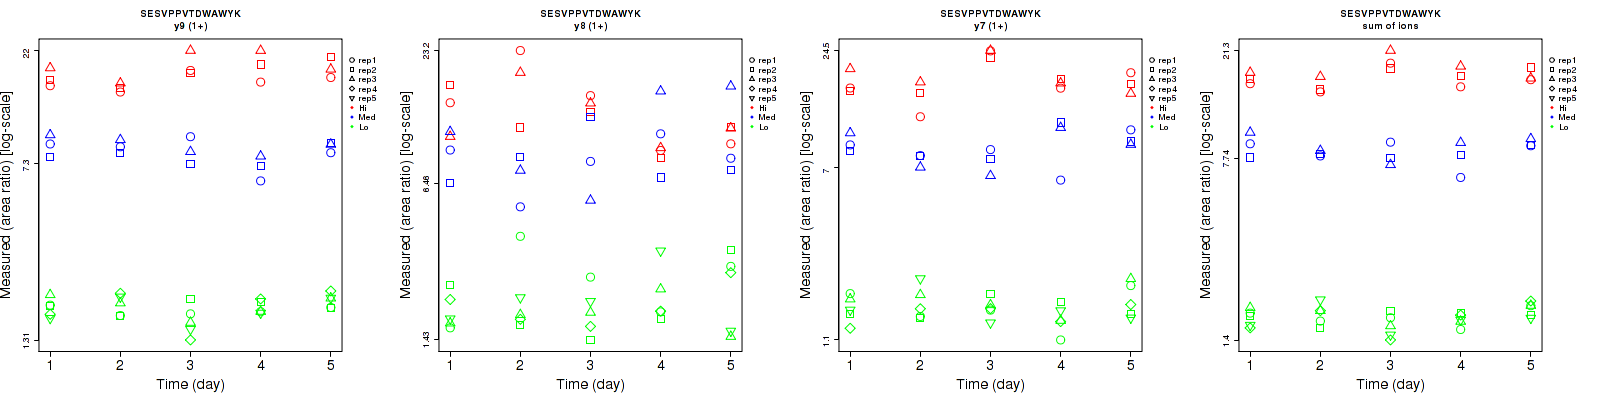 SESVPPVTDWAWYK
y9 (1+)
Measured (area ratio) [log-scale]
22
7.3
1.31
1 2 3 4 5
Time (day)
rep1
rep2
rep3
rep4
rep5
Hi
Med
Lo
SESVPPVTDWAWYK
y8 (1+)
Measured (area ratio) [log-scale]
23.2
6.46
1.43
1 2 3 4 5
Time (day)
rep1
rep2
rep3
rep4
rep5
Hi
Med
Lo
SESVPPVTDWAWYK
y7 (1+)
Measured (area ratio) [log-scale]
24.5
7
1.1
1 2 3 4 5
Time (day)
rep1
rep2
rep3
rep4
rep5
Hi
Med
Lo
SESVPPVTDWAWYK
sum of ions
Measured (area ratio) [log-scale]
21.3
7.74
1.4
1 2 3 4 5
Time (day)
rep1
rep2
rep3
rep4
rep5
Hi
Med
Lo